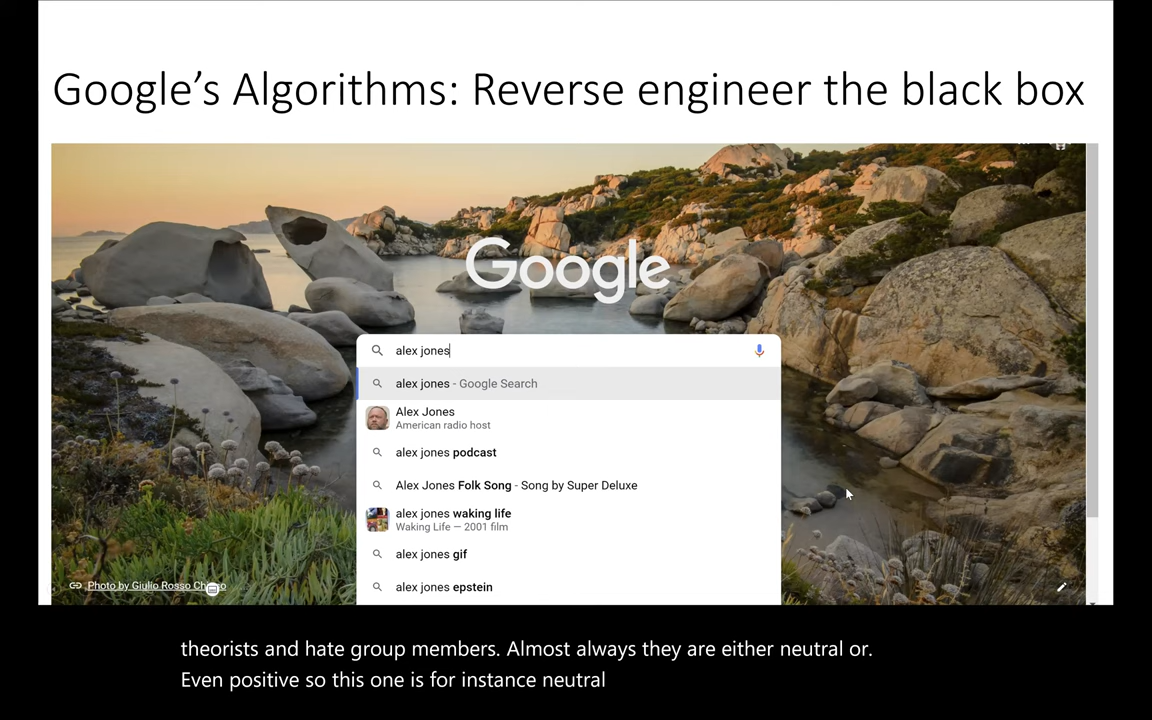 Google’s Algorithms: Reverse engineer the black box
Google
alex jones
alex jones - Google Search
Alex Jones
American radio host
alex jones podcast
Alex Jones Folk Song - Song by Super Deluxe
alex jones waking life
Waking Life — 2001 film
alex jones gif
alex jones epstein
Photo by Giulio Rosso
theorists and hate group members. Almost always they are either neutral or.
Even positive so this one is for instance neutral